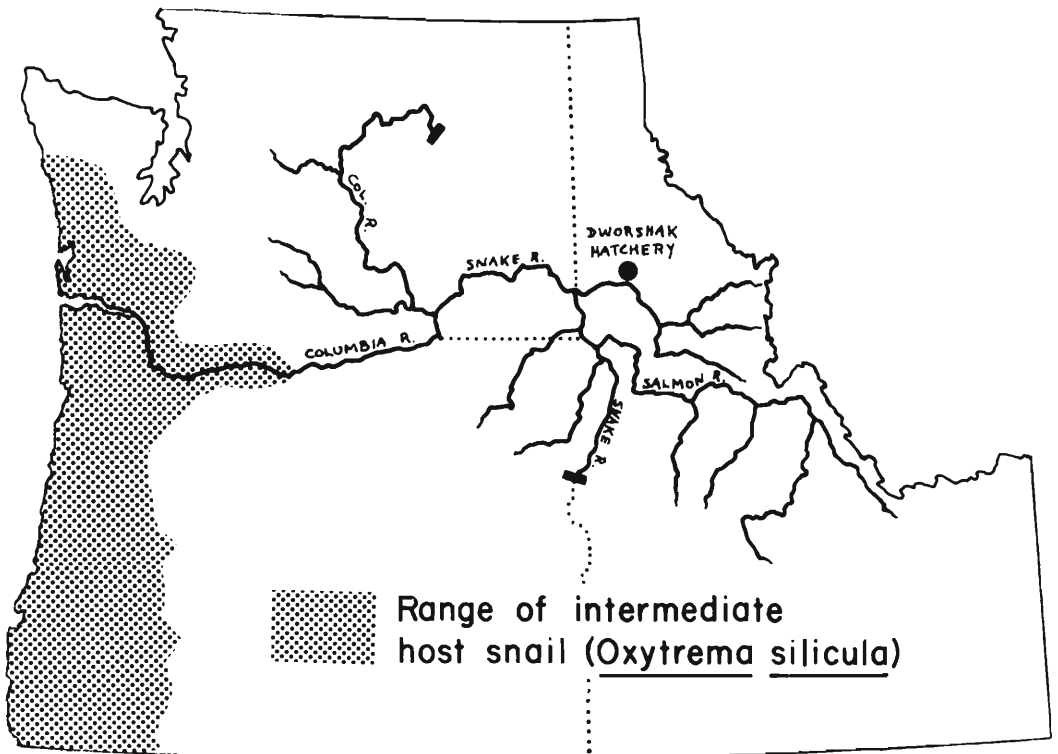 COL. R.
DWORSHAK
HATCHERY
SNAKE R.
COLUMBIA R.
SALMON R.
SNAKE R.
Range of intermediate
host snail (Oxytrema silicula)